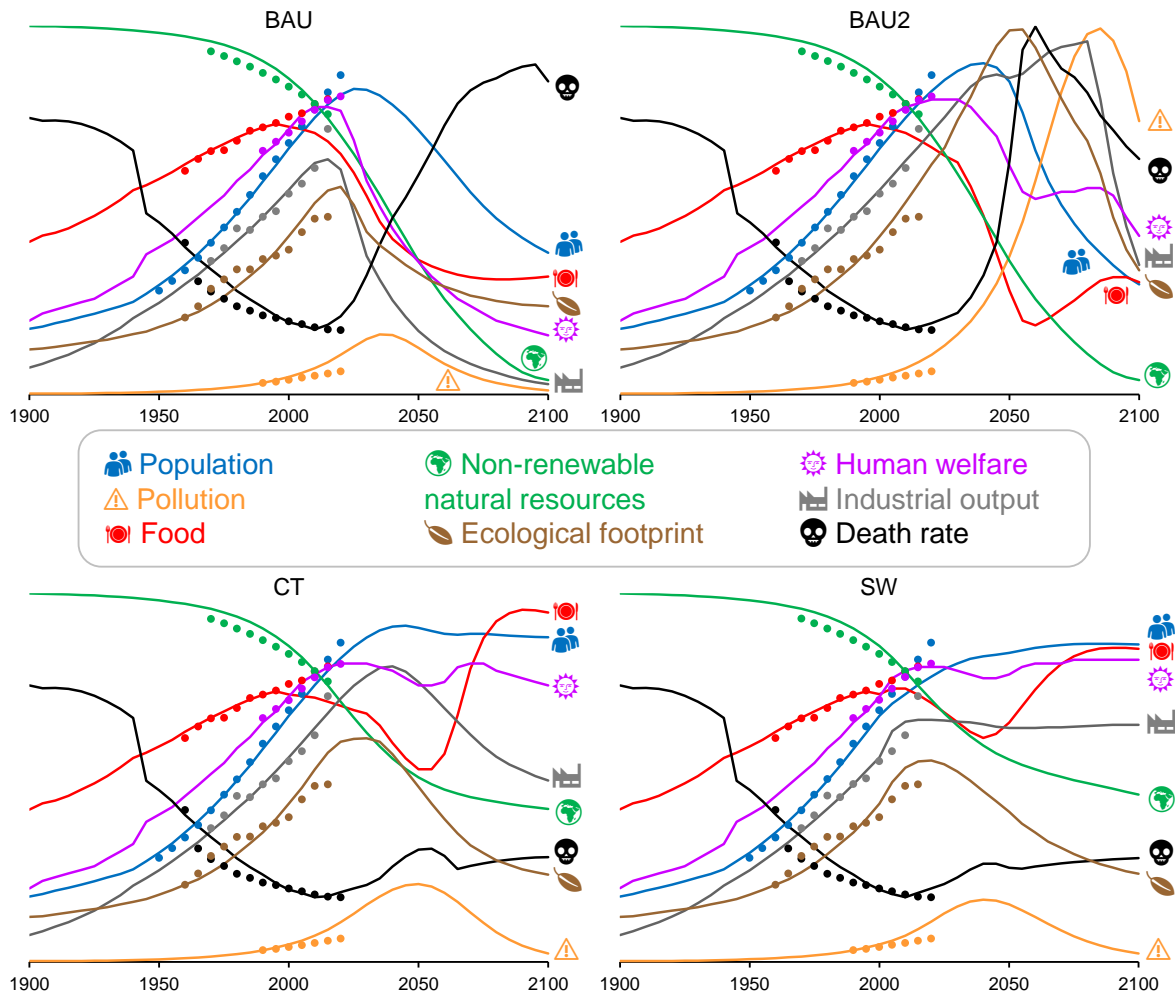 BAU
BAU2
1900 1950 2000 2050 2100
1900 1950 2000 2050 2100
Population
Non-renewable
Human welfare
Pollution
natural resources
Industrial output
Food
Ecological footprint
Death rate
CT
SW
1900 1950 2000 2050 2100
1900 1950 2000 2050 2100